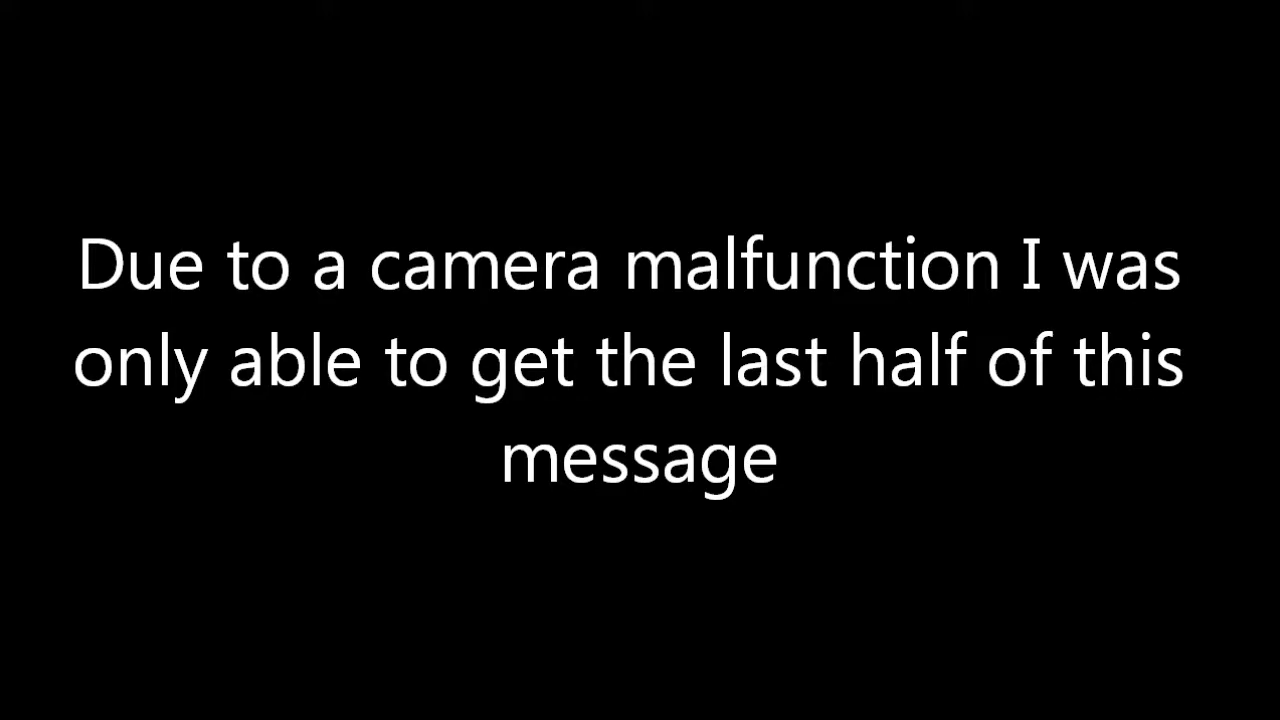 Due to a camera malfunction I was
only able to get the last half of this
message